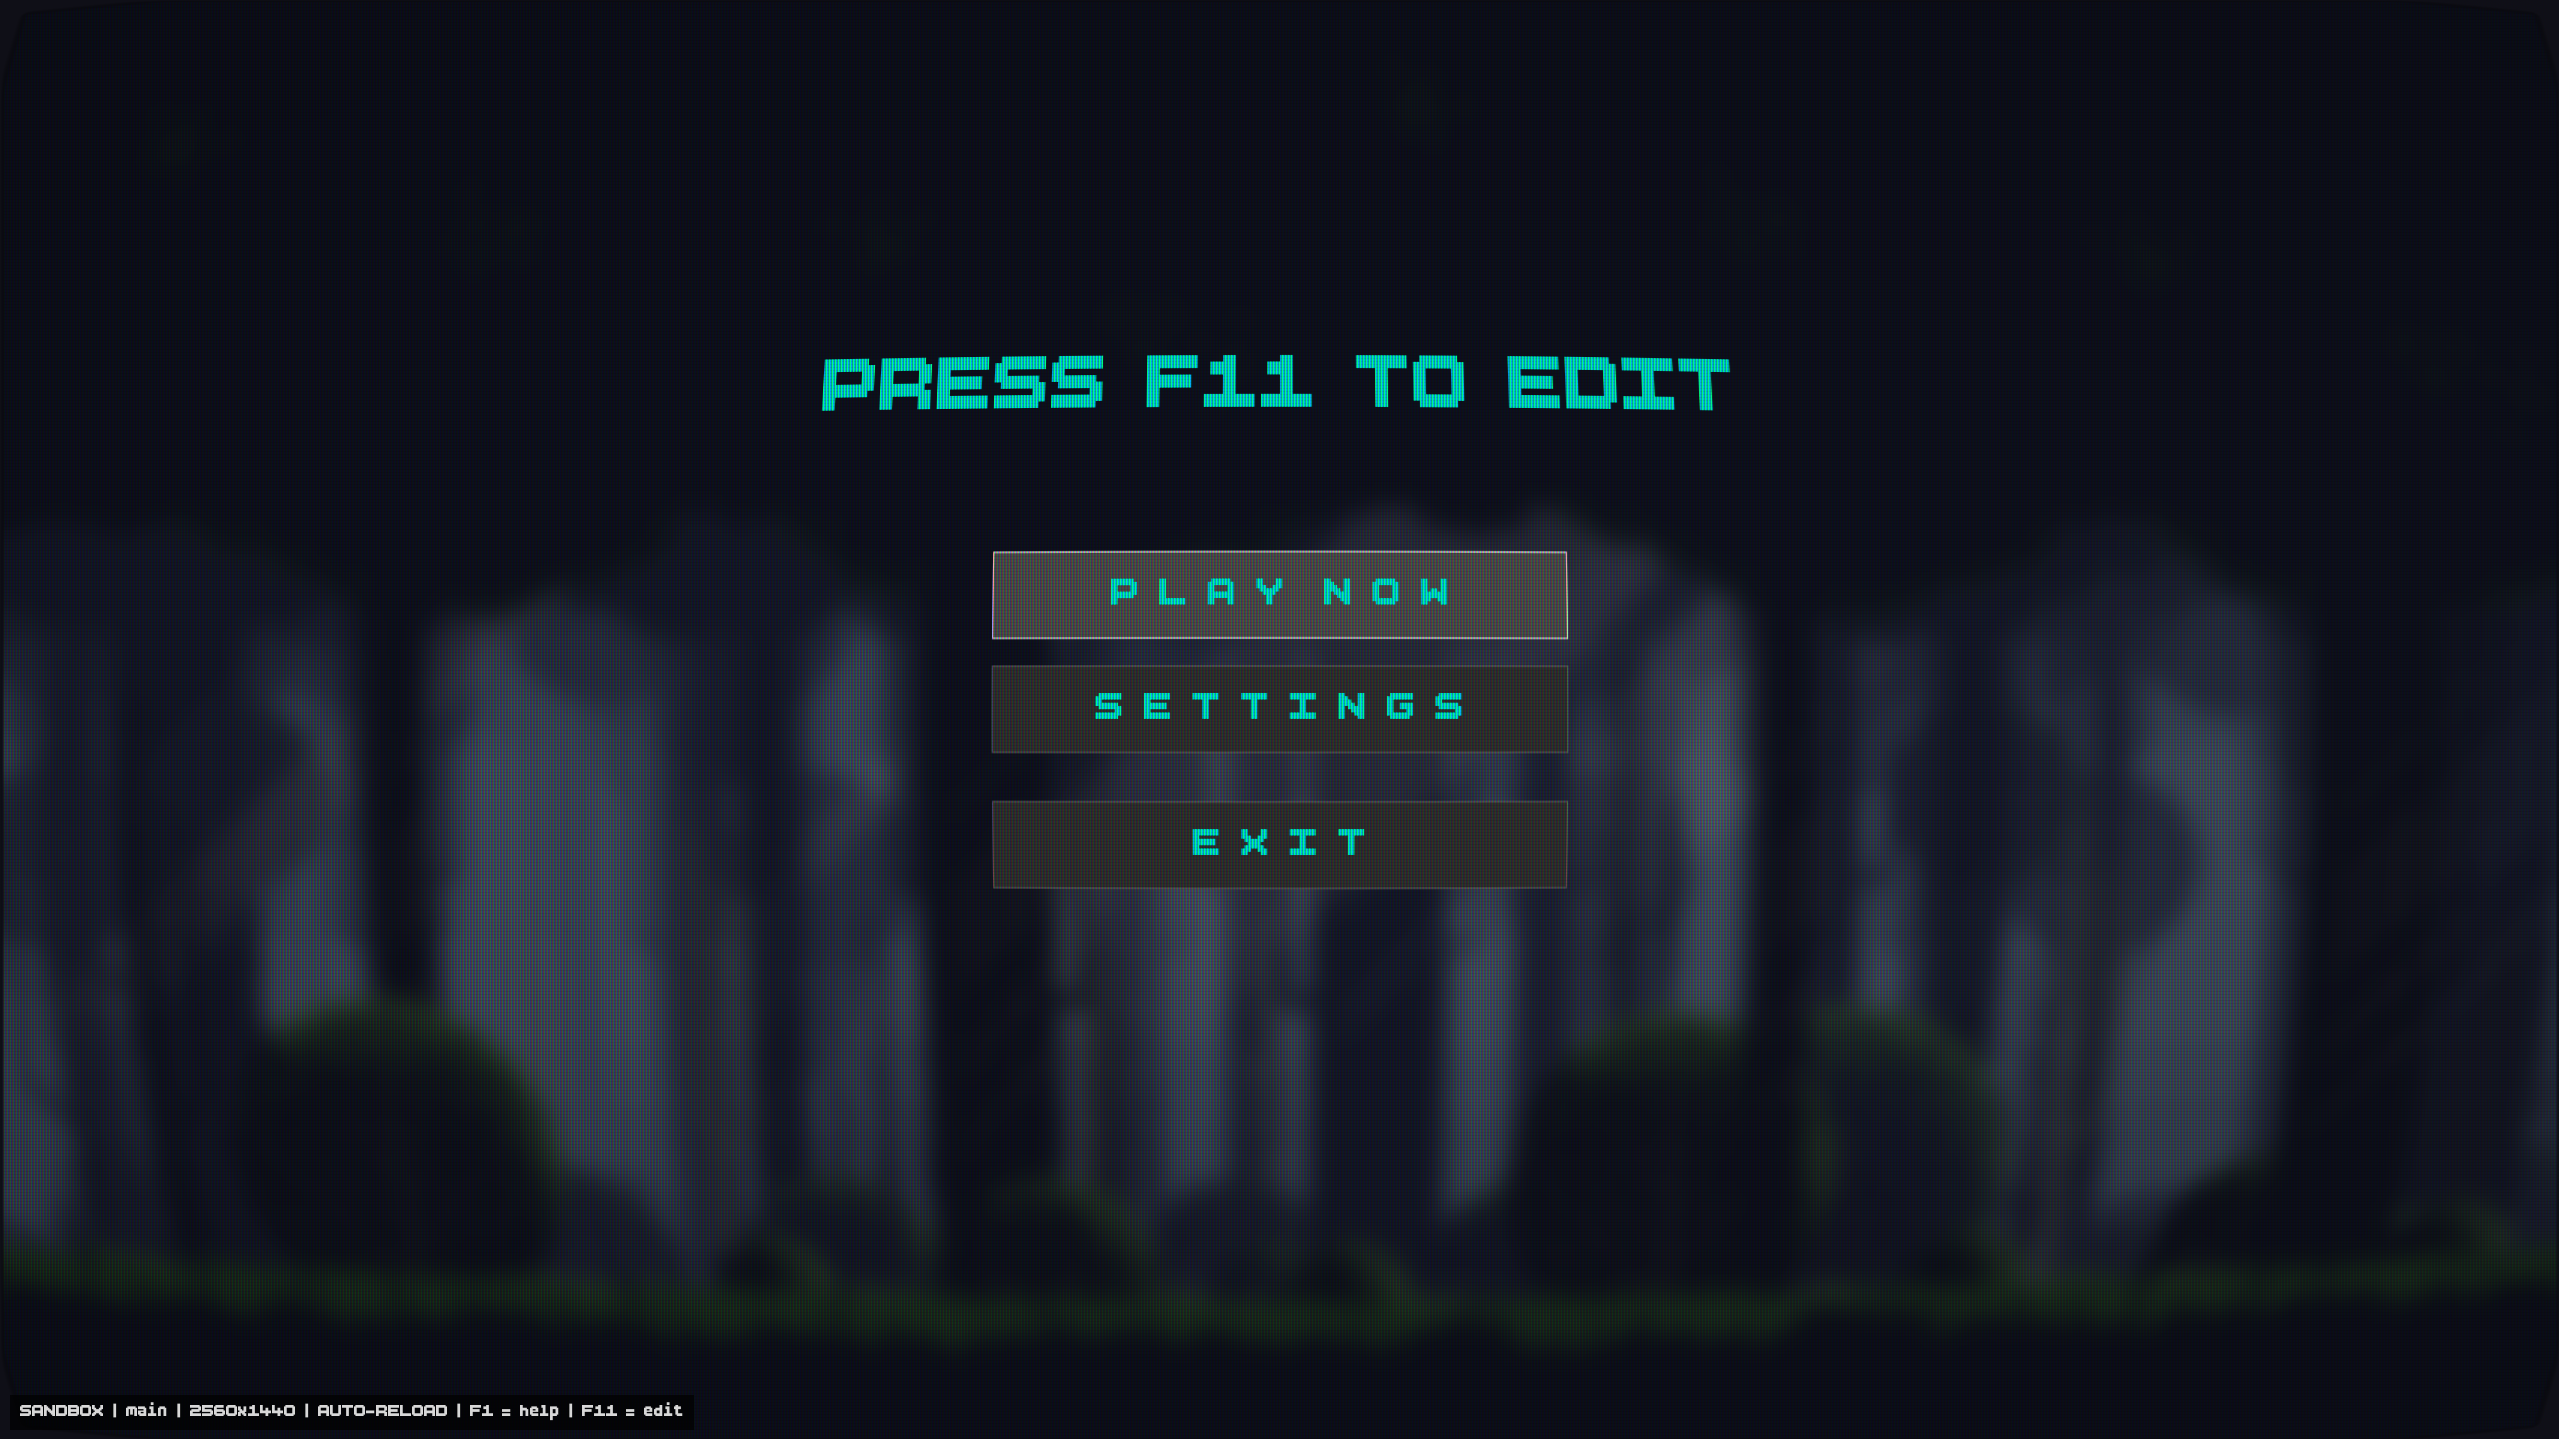 PRESS F11 TO EDIT
PLAY NOW
SETTINGS
EXIT
SANDBOX | main | 2560x1440 | AUTO-RELOAD | F1 = help | F11 = edit